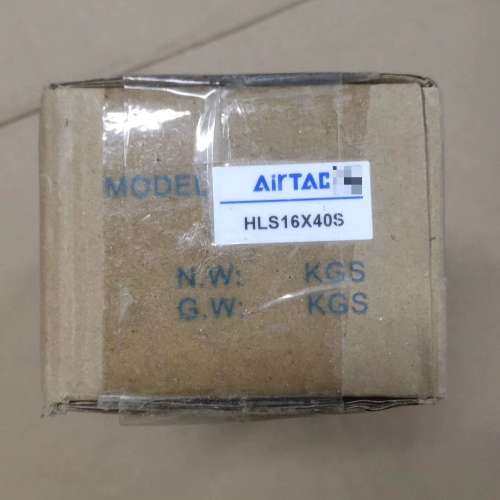 MODEL
AirTAC
HLS16X40S
N.W: KGS
G.W: KGS